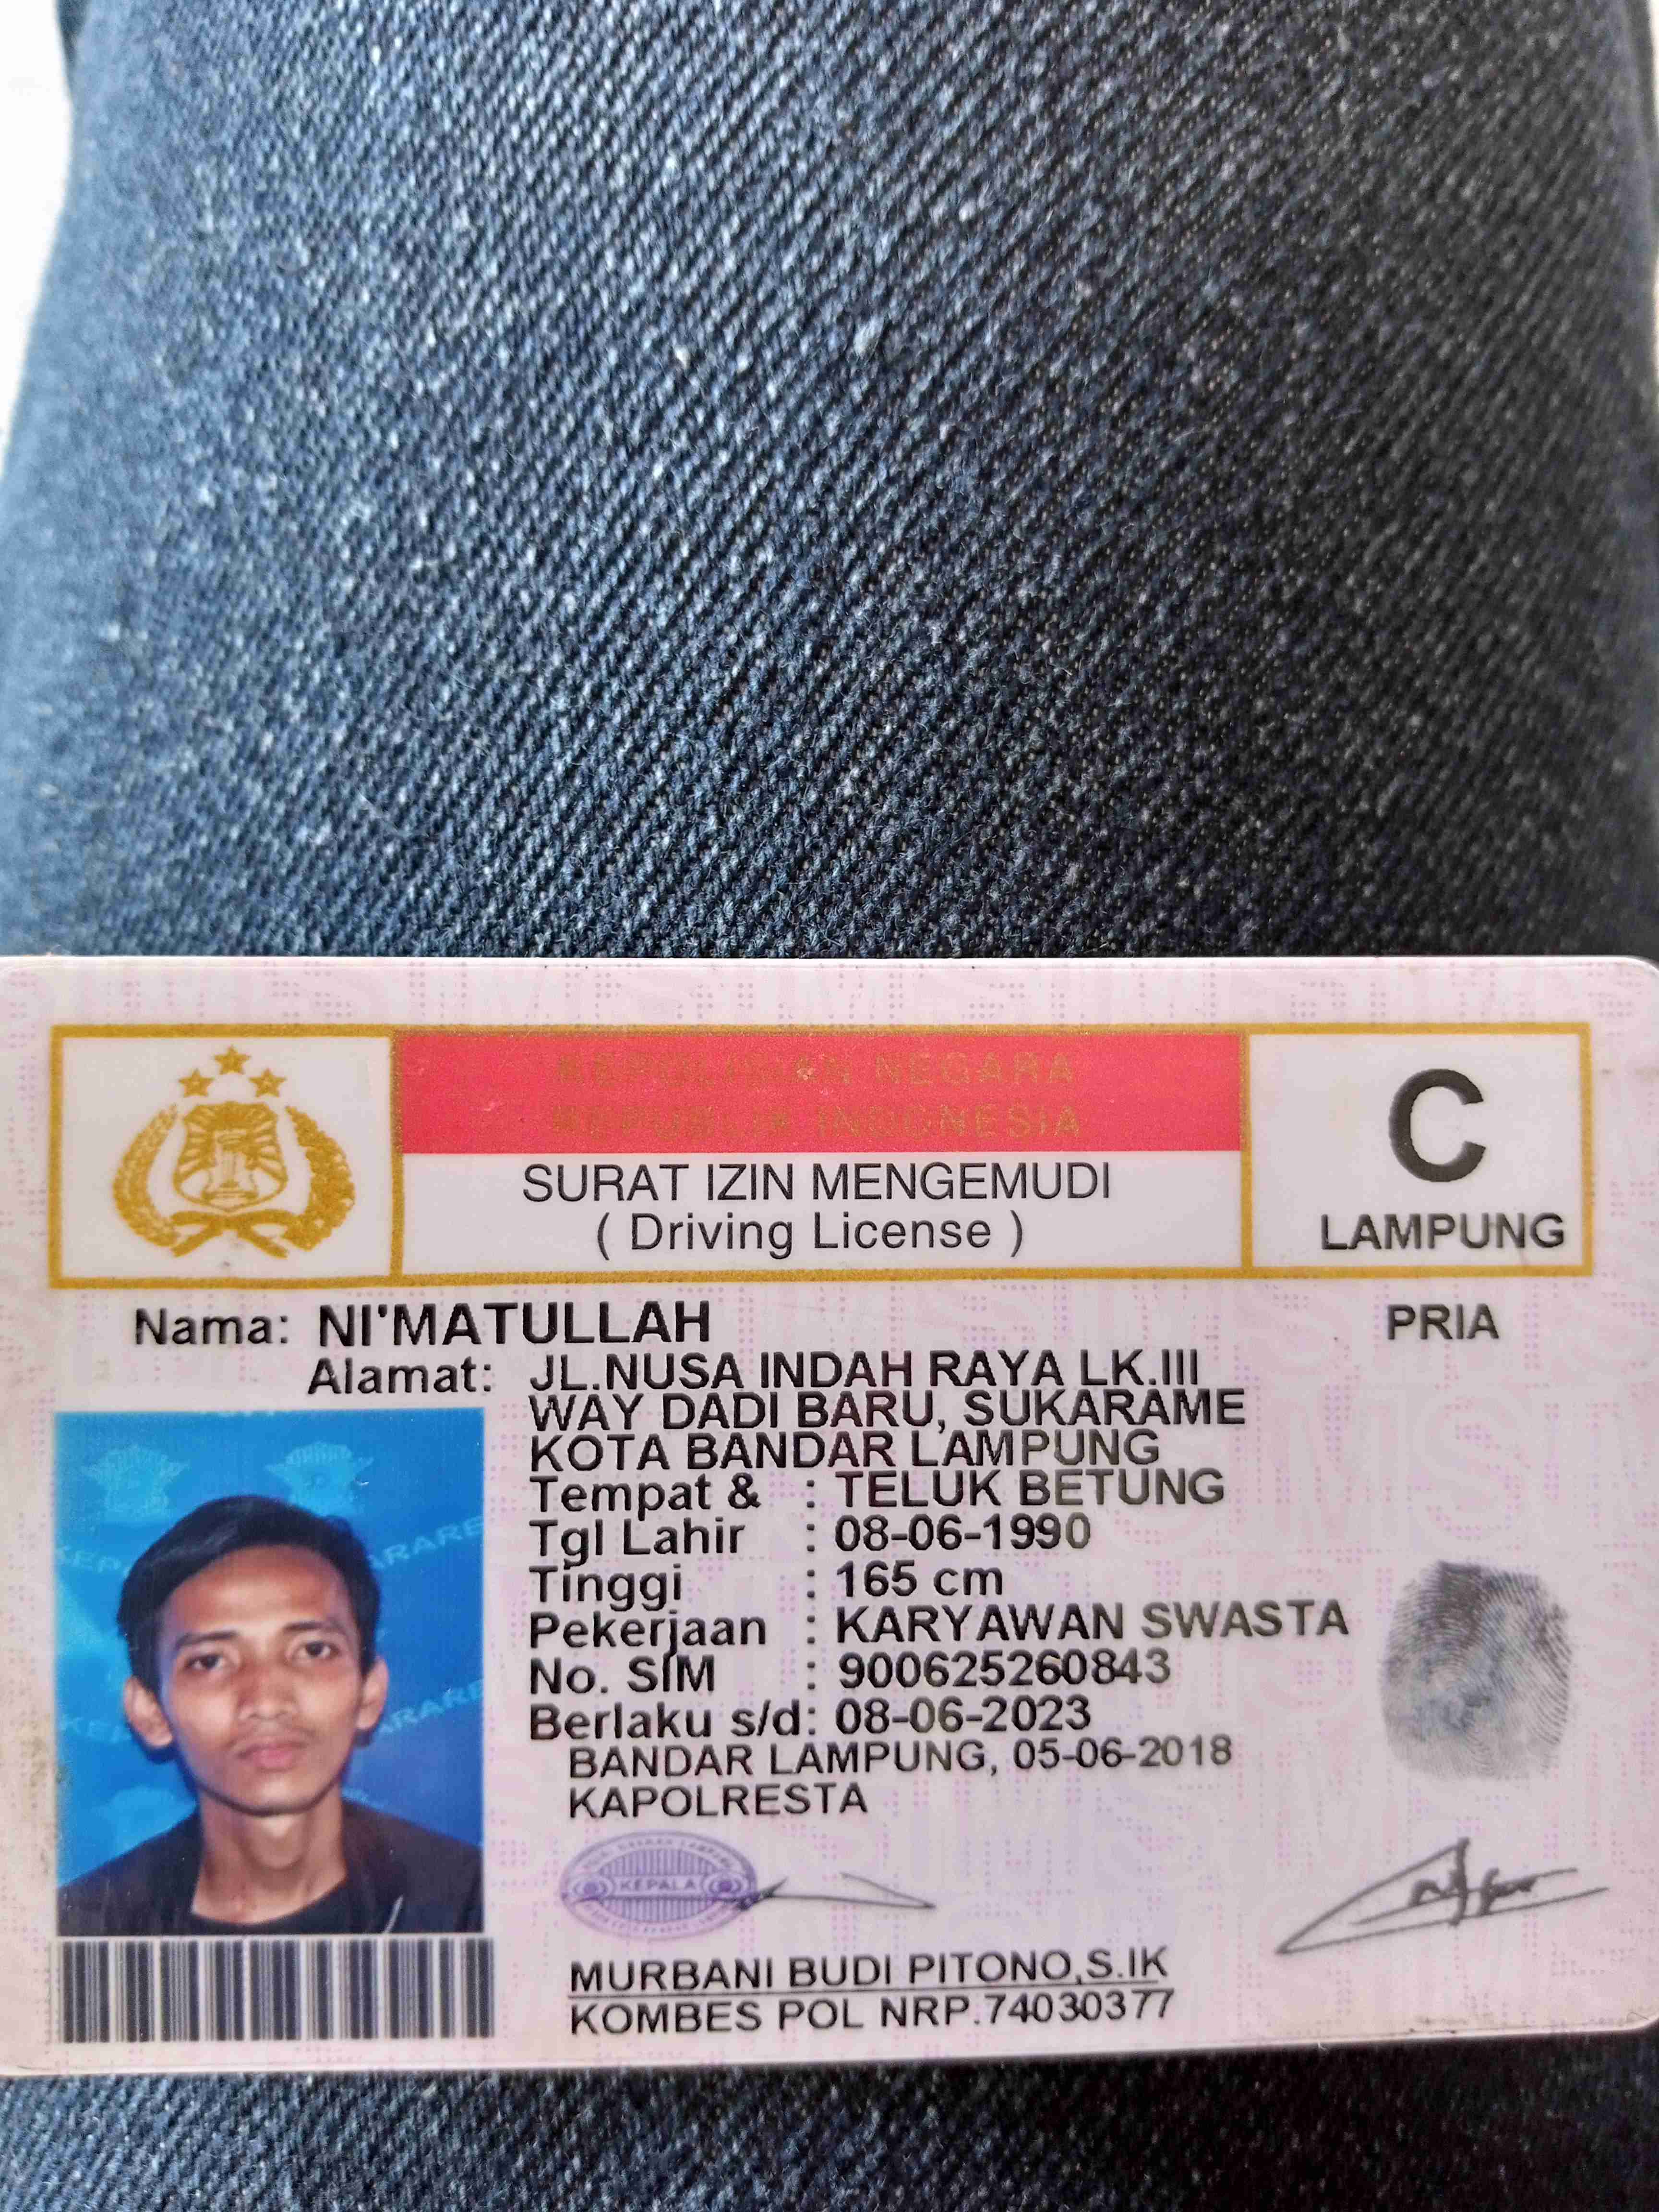 KEPOLISIAN NEGARA
REPUBLIK INDONESIA
SURAT IZIN MENGEMUDI
( Driving License )
C
LAMPUNG
Nama: NI'MATULLAH
PRIA
Alamat: JL.NUSA INDAH RAYA LK.III
WAY DADI BARU, SUKARAME
KOTA BANDAR LAMPUNG
Tempat & : TELUK BETUNG
Tgl Lahir : 08-06-1990
Tinggi : 165 cm
Pekerjaan : KARYAWAN SWASTA
No. SIM : 900625260843
Berlaku s/d: 08-06-2023
BANDAR LAMPUNG, 05-06-2018
KAPOLRESTA
KEPALA
MURBANI BUDI PITONO,S.IK
KOMBES POL NRP.74030377